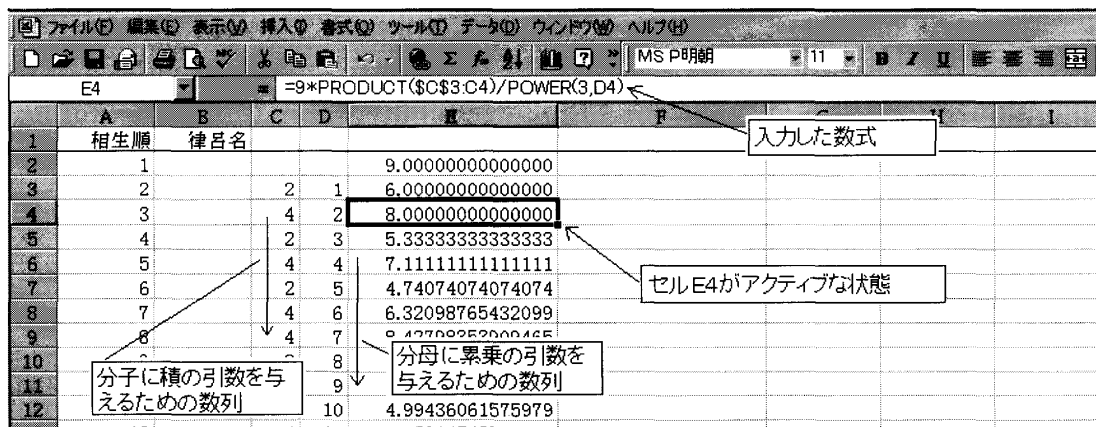 ファイル(F) 編集(E) 表示(V) 挿入(I) 書式(O) ツール(T) データ(D) ウィンドウ(W) ヘルプ(H)
MS P明朝 11 B I U
E4 = =9*PRODUCT($C$3:C4)/POWER(3,D4)
入力した数式
A B C D E F G H I
1 相生順 律呂名
2 1 9.00000000000000
3 2 2 1 6.00000000000000
4 3 4 2 8.00000000000000
5 4 2 3 5.33333333333333
6 5 4 4 7.11111111111111
セルE4がアクティブな状態
7 6 2 5 4.74074074074074
8 7 4 6 6.32098765432099
9 8 4 7
10 8
11 9
分子に積の引数を与
えるための数列
分母に累乗の引数を
与えるための数列
12 10 4.99436061575979